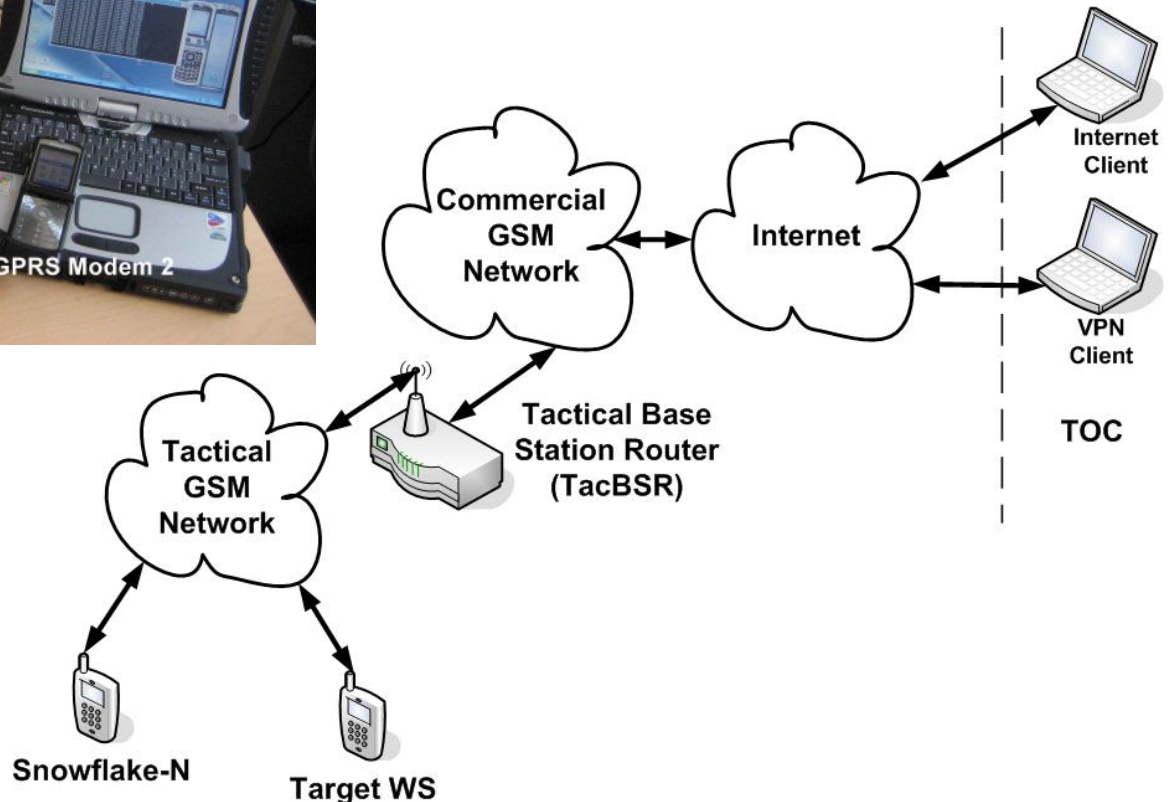 Panasonic
GPRS Modem 2
Commercial
GSM
Network
Internet
Internet
Client
VPN
Client
TOC
Tactical Base
Station Router
(TacBSR)
Tactical
GSM
Network
Snowflake-N
Target WS